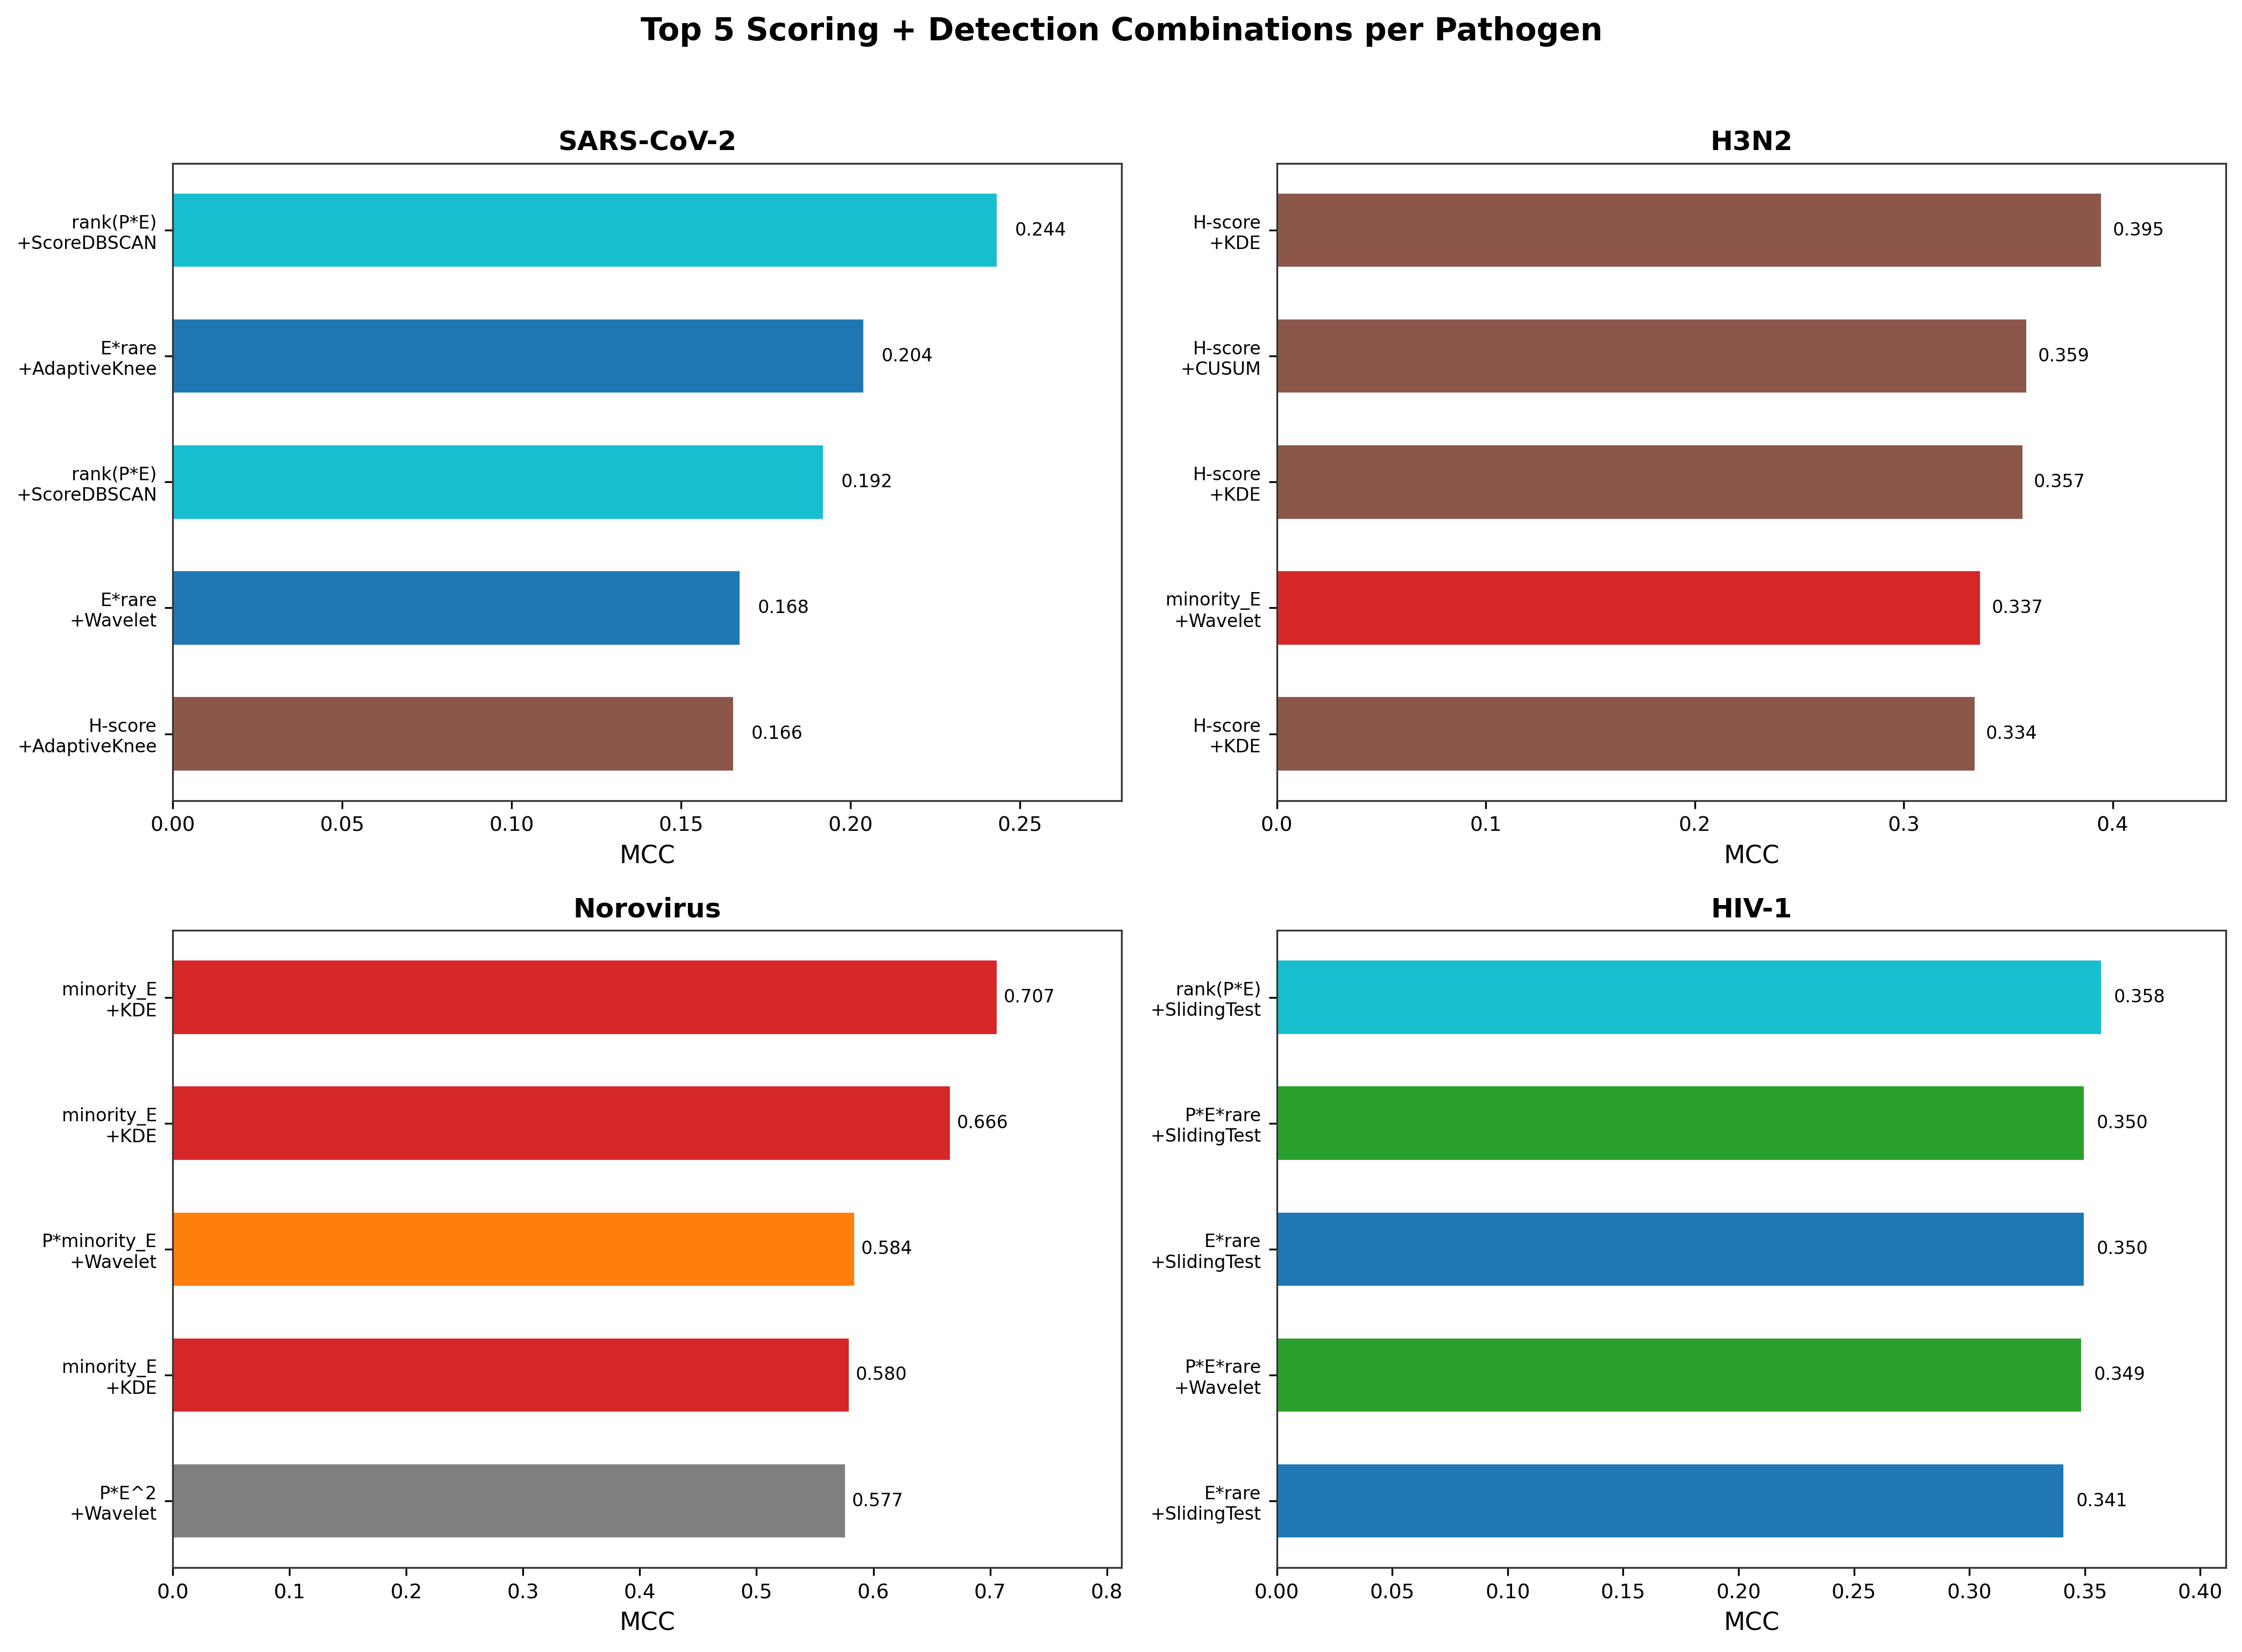 Top 5 Scoring + Detection Combinations per Pathogen
SARS-CoV-2
rank(P*E)
+ScoreDBSCAN
0.244
E*rare
+AdaptiveKnee
0.204
rank(P*E)
+ScoreDBSCAN
0.192
E*rare
+Wavelet
0.168
H-score
+AdaptiveKnee
0.166
0.00 0.05 0.10 0.15 0.20 0.25
MCC
H3N2
H-score
+KDE
0.395
H-score
+CUSUM
0.359
H-score
+KDE
0.357
minority_E
+Wavelet
0.337
H-score
+KDE
0.334
0.0 0.1 0.2 0.3 0.4
MCC
Norovirus
minority_E
+KDE
0.707
minority_E
+KDE
0.666
P*minority_E
+Wavelet
0.584
minority_E
+KDE
0.580
P*E^2
+Wavelet
0.577
0.0 0.1 0.2 0.3 0.4 0.5 0.6 0.7 0.8
MCC
HIV-1
rank(P*E)
+SlidingTest
0.358
P*E*rare
+SlidingTest
0.350
E*rare
+SlidingTest
0.350
P*E*rare
+Wavelet
0.349
E*rare
+SlidingTest
0.341
0.00 0.05 0.10 0.15 0.20 0.25 0.30 0.35 0.40
MCC